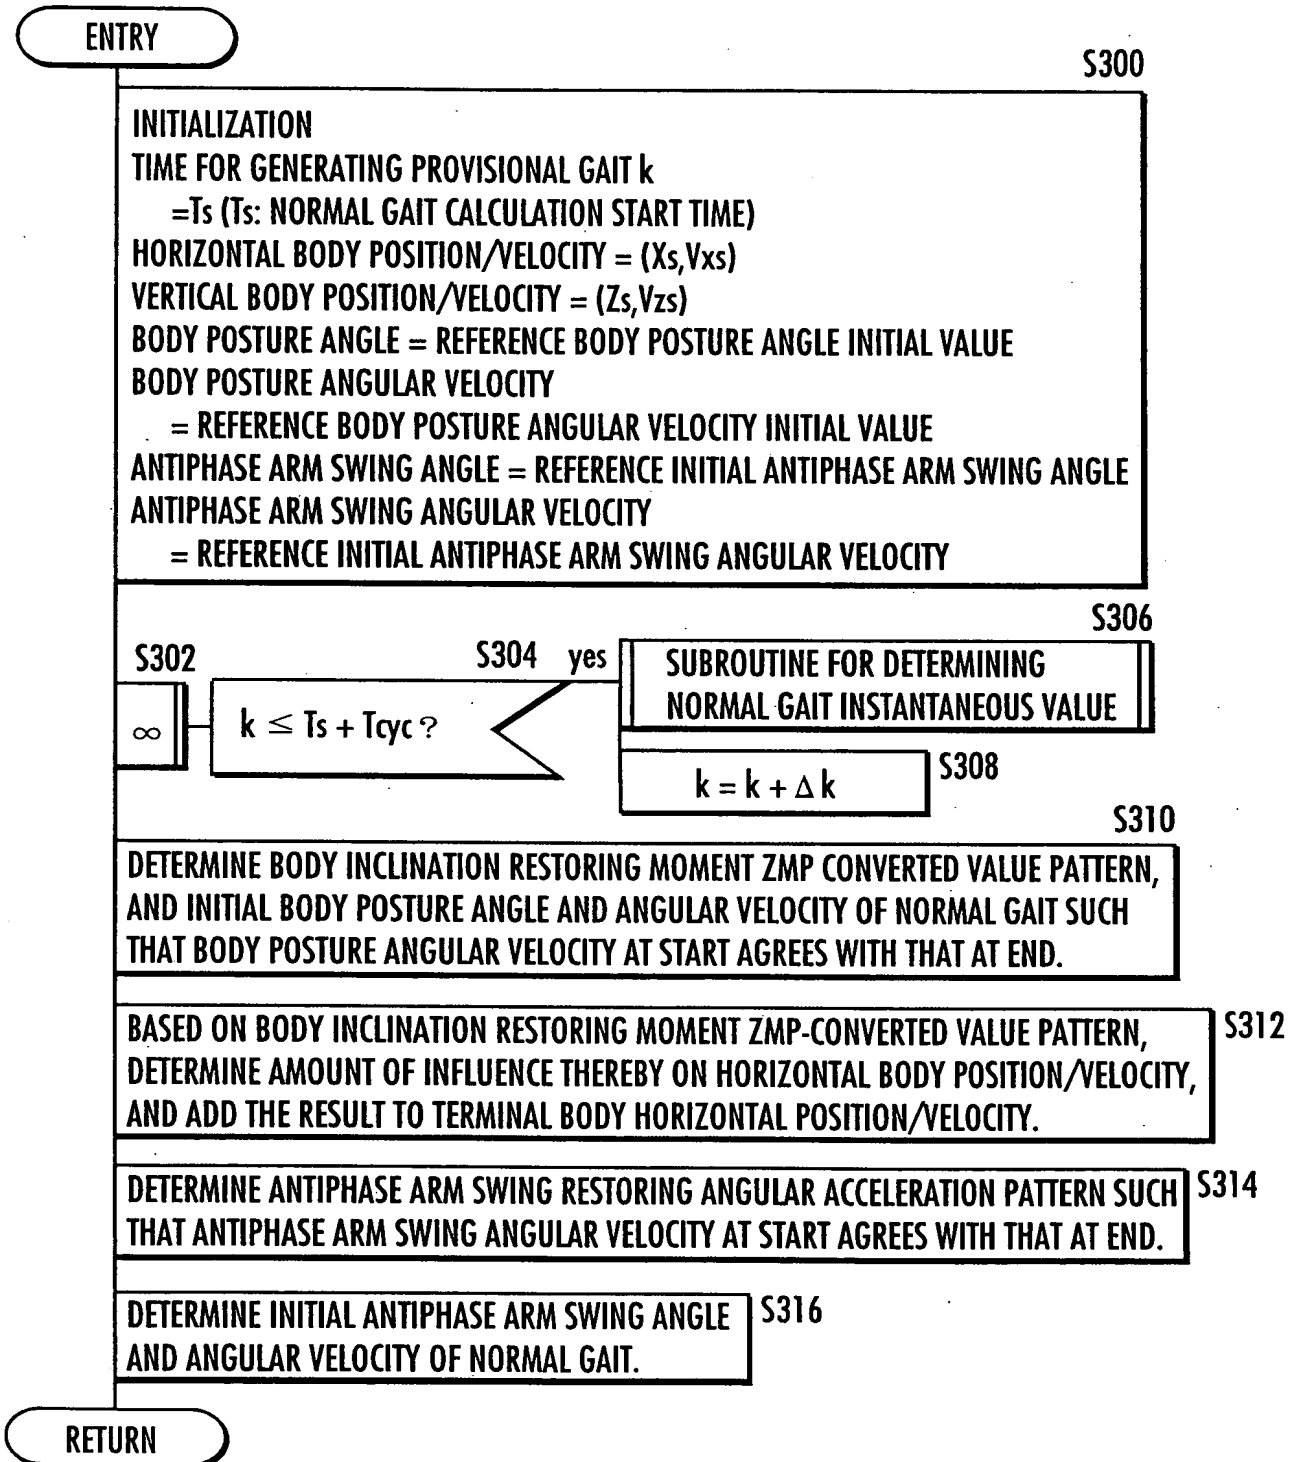 ENTRY
S300
INITIALIZATION
TIME FOR GENERATING PROVISIONAL GAIT k
=Ts (Ts: NORMAL GAIT CALCULATION START TIME)
HORIZONTAL BODY POSITION/VELOCITY = (Xs,Vxs)
VERTICAL BODY POSITION/VELOCITY = (Zs,Vzs)
BODY POSTURE ANGLE = REFERENCE BODY POSTURE ANGLE INITIAL VALUE
BODY POSTURE ANGULAR VELOCITY
= REFERENCE BODY POSTURE ANGULAR VELOCITY INITIAL VALUE
ANTIPHASE ARM SWING ANGLE = REFERENCE INITIAL ANTIPHASE ARM SWING ANGLE
ANTIPHASE ARM SWING ANGULAR VELOCITY
= REFERENCE INITIAL ANTIPHASE ARM SWING ANGULAR VELOCITY
S302
∞
S304 yes
k ≤ Ts + Tcyc ?
S306
SUBROUTINE FOR DETERMINING
NORMAL GAIT INSTANTANEOUS VALUE
k = k + Δ k
S308
S310
DETERMINE BODY INCLINATION RESTORING MOMENT ZMP CONVERTED VALUE PATTERN,
AND INITIAL BODY POSTURE ANGLE AND ANGULAR VELOCITY OF NORMAL GAIT SUCH
THAT BODY POSTURE ANGULAR VELOCITY AT START AGREES WITH THAT AT END.
S312
BASED ON BODY INCLINATION RESTORING MOMENT ZMP-CONVERTED VALUE PATTERN,
DETERMINE AMOUNT OF INFLUENCE THEREBY ON HORIZONTAL BODY POSITION/VELOCITY,
AND ADD THE RESULT TO TERMINAL BODY HORIZONTAL POSITION/VELOCITY.
S314
DETERMINE ANTIPHASE ARM SWING RESTORING ANGULAR ACCELERATION PATTERN SUCH
THAT ANTIPHASE ARM SWING ANGULAR VELOCITY AT START AGREES WITH THAT AT END.
S316
DETERMINE INITIAL ANTIPHASE ARM SWING ANGLE
AND ANGULAR VELOCITY OF NORMAL GAIT.
RETURN